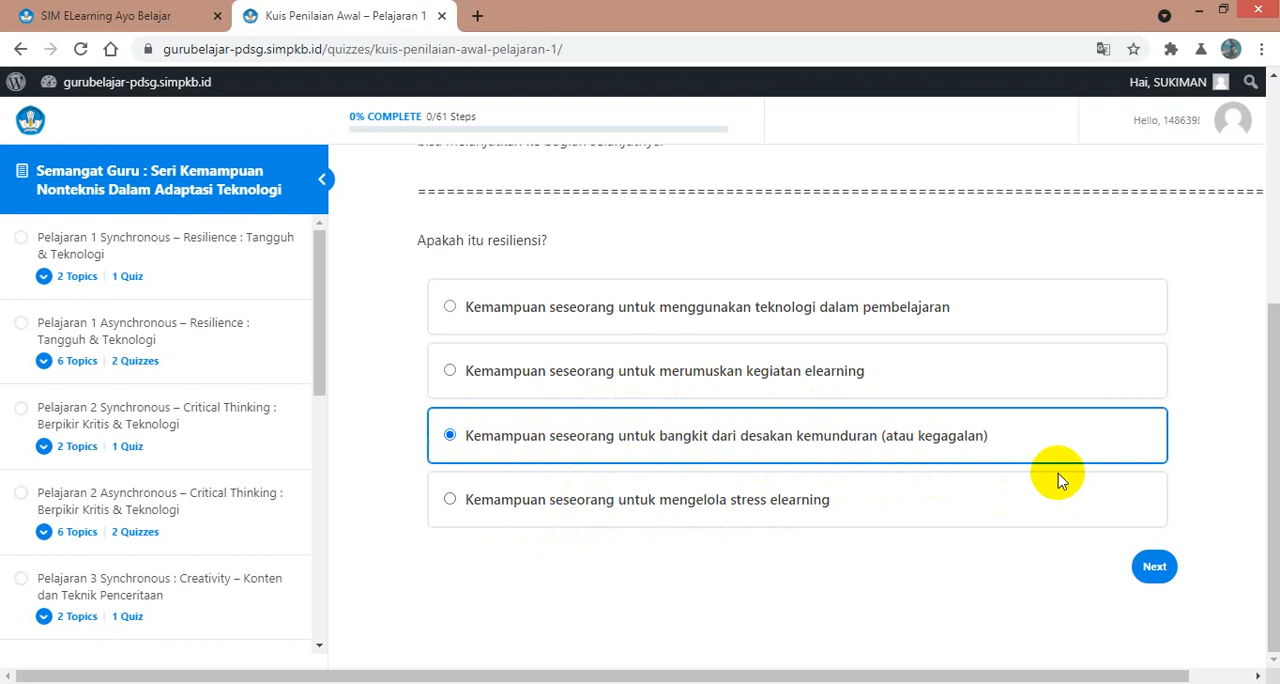 SIM ELearning Ayo Belajar
Kuis Penilaian Awal – Pelajaran 1
gurubelajar-pdsg.simpkb.id/quizzes/kuis-penilaian-awal-pelajaran-1/
gurubelajar-pdsg.simpkb.id
Hai, SUKIMAN
0% COMPLETE 0/61 Steps
Hello, 148639!
Semangat Guru : Seri Kemampuan
Nonteknis Dalam Adaptasi Teknologi
Pelajaran 1 Synchronous – Resilience : Tangguh
& Teknologi
2 Topics | 1 Quiz
Pelajaran 1 Asynchronous – Resilience :
Tangguh & Teknologi
6 Topics | 2 Quizzes
Pelajaran 2 Synchronous – Critical Thinking :
Berpikir Kritis & Teknologi
2 Topics | 1 Quiz
Pelajaran 2 Asynchronous – Critical Thinking :
Berpikir Kritis & Teknologi
6 Topics | 2 Quizzes
Pelajaran 3 Synchronous : Creativity – Konten
dan Teknik Penceritaan
2 Topics | 1 Quiz
bisa melanjutkan ke bagian selanjutnya.
Apakah itu resiliensi?
Kemampuan seseorang untuk menggunakan teknologi dalam pembelajaran
Kemampuan seseorang untuk merumuskan kegiatan elearning
Kemampuan seseorang untuk bangkit dari desakan kemunduran (atau kegagalan)
Kemampuan seseorang untuk mengelola stress elearning
Next